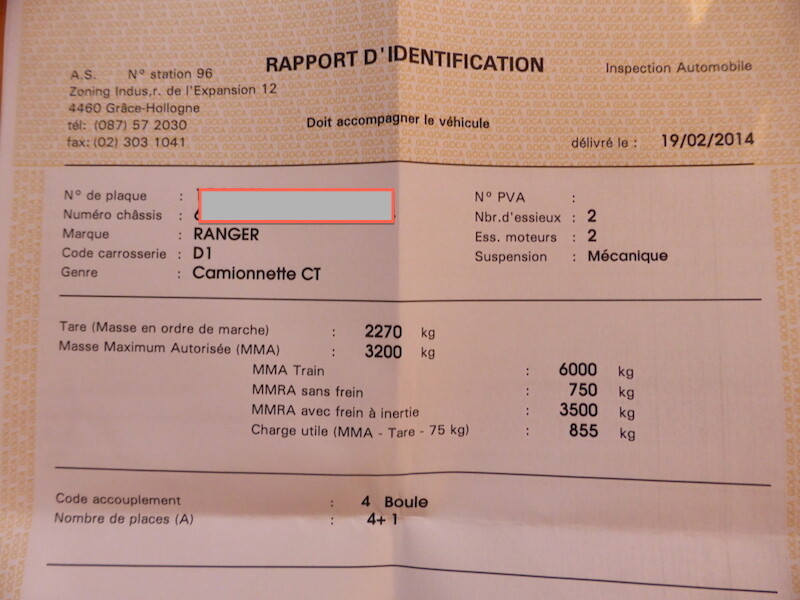 RAPPORT D'IDENTIFICATION
Inspection Automobile
A.S. N° station 96
Zoning Indus,r. de l'Expansion 12
4460 Grâce-Hollogne
tél: (087) 57 2030
fax: (02) 303 1041
Doit accompagner le véhicule
délivré le : 19/02/2014
N° de plaque :
Numéro châssis :
Marque : RANGER
Code carrosserie : D1
Genre : Camionnette CT
N° PVA :
Nbr.d'essieux : 2
Ess. moteurs : 2
Suspension : Mécanique
Tare (Masse en ordre de marche) : 2270 kg
Masse Maximum Autorisée (MMA) : 3200 kg
MMA Train : 6000 kg
MMRA sans frein : 750 kg
MMRA avec frein à inertie : 3500 kg
Charge utile (MMA - Tare - 75 kg) : 855 kg
Code accouplement : 4 Boule
Nombre de places (A) : 4+1